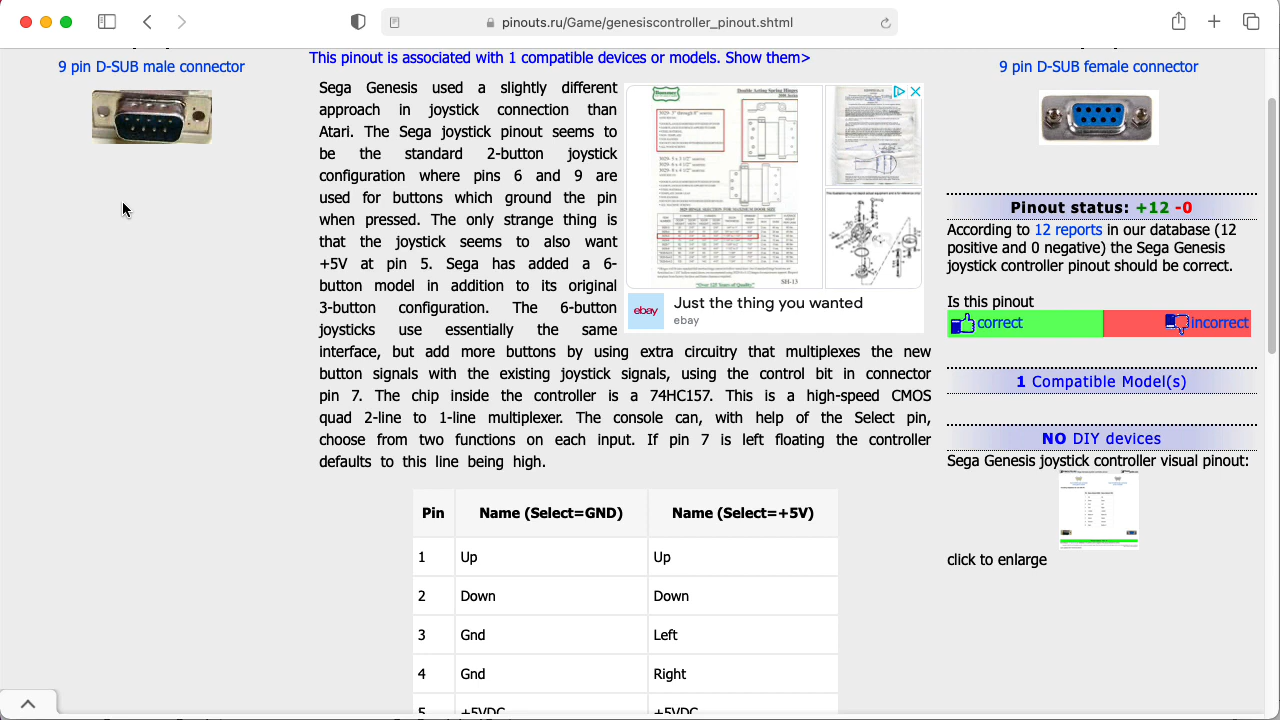 pinouts.ru/Game/genesiscontroller_pinout.shtml
9 pin D-SUB male connector
This pinout is associated with 1 compatible devices or models. Show them>
9 pin D-SUB female connector
Sega Genesis used a slightly different
approach in joystick connection than
Atari. The Sega joystick pinout seems to
be the standard 2-button joystick
configuration where pins 6 and 9 are
used for buttons which ground the pin
when pressed. The only strange thing is
that the joystick seems to also want
+5V at pin 5. Sega has added a 6-
button model in addition to its original
3-button configuration. The 6-button
joysticks use essentially the same
interface, but add more buttons by using extra circuitry that multiplexes the new
button signals with the existing joystick signals, using the control bit in connector
pin 7. The chip inside the controller is a 74HC157. This is a high-speed CMOS
quad 2-line to 1-line multiplexer. The console can, with help of the Select pin,
choose from two functions on each input. If pin 7 is left floating the controller
defaults to this line being high.
Double Acting Spring Hinges
SH-13
ebay
Just the thing you wanted
ebay
Pin Name (Select=GND) Name (Select=+5V)
1 Up Up
2 Down Down
3 Gnd Left
4 Gnd Right
5 +5VDC +5VDC
Pinout status: +12 -0
According to 12 reports in our database (12
positive and 0 negative) the Sega Genesis
joystick controller pinout should be correct.
Is this pinout
correct incorrect
1 Compatible Model(s)
NO DIY devices
Sega Genesis joystick controller visual pinout:
click to enlarge